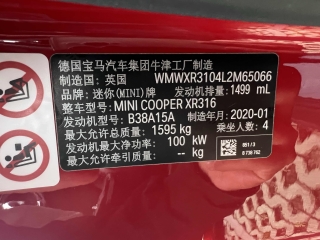 德国宝马汽车集团牛津工厂制造
制造国：英国 WMWXR3104L2M65066
发动机排量：1499 mL
品牌：迷你(MINI)牌
整车型号：MINI COOPER XR316
发动机型号：B38A15A 制造年月：2020-01
最大允许总质量：1595 kg 乘坐人数：4
发动机最大净功率：100 kW
最大允许牵引质量：-- kg
051/3